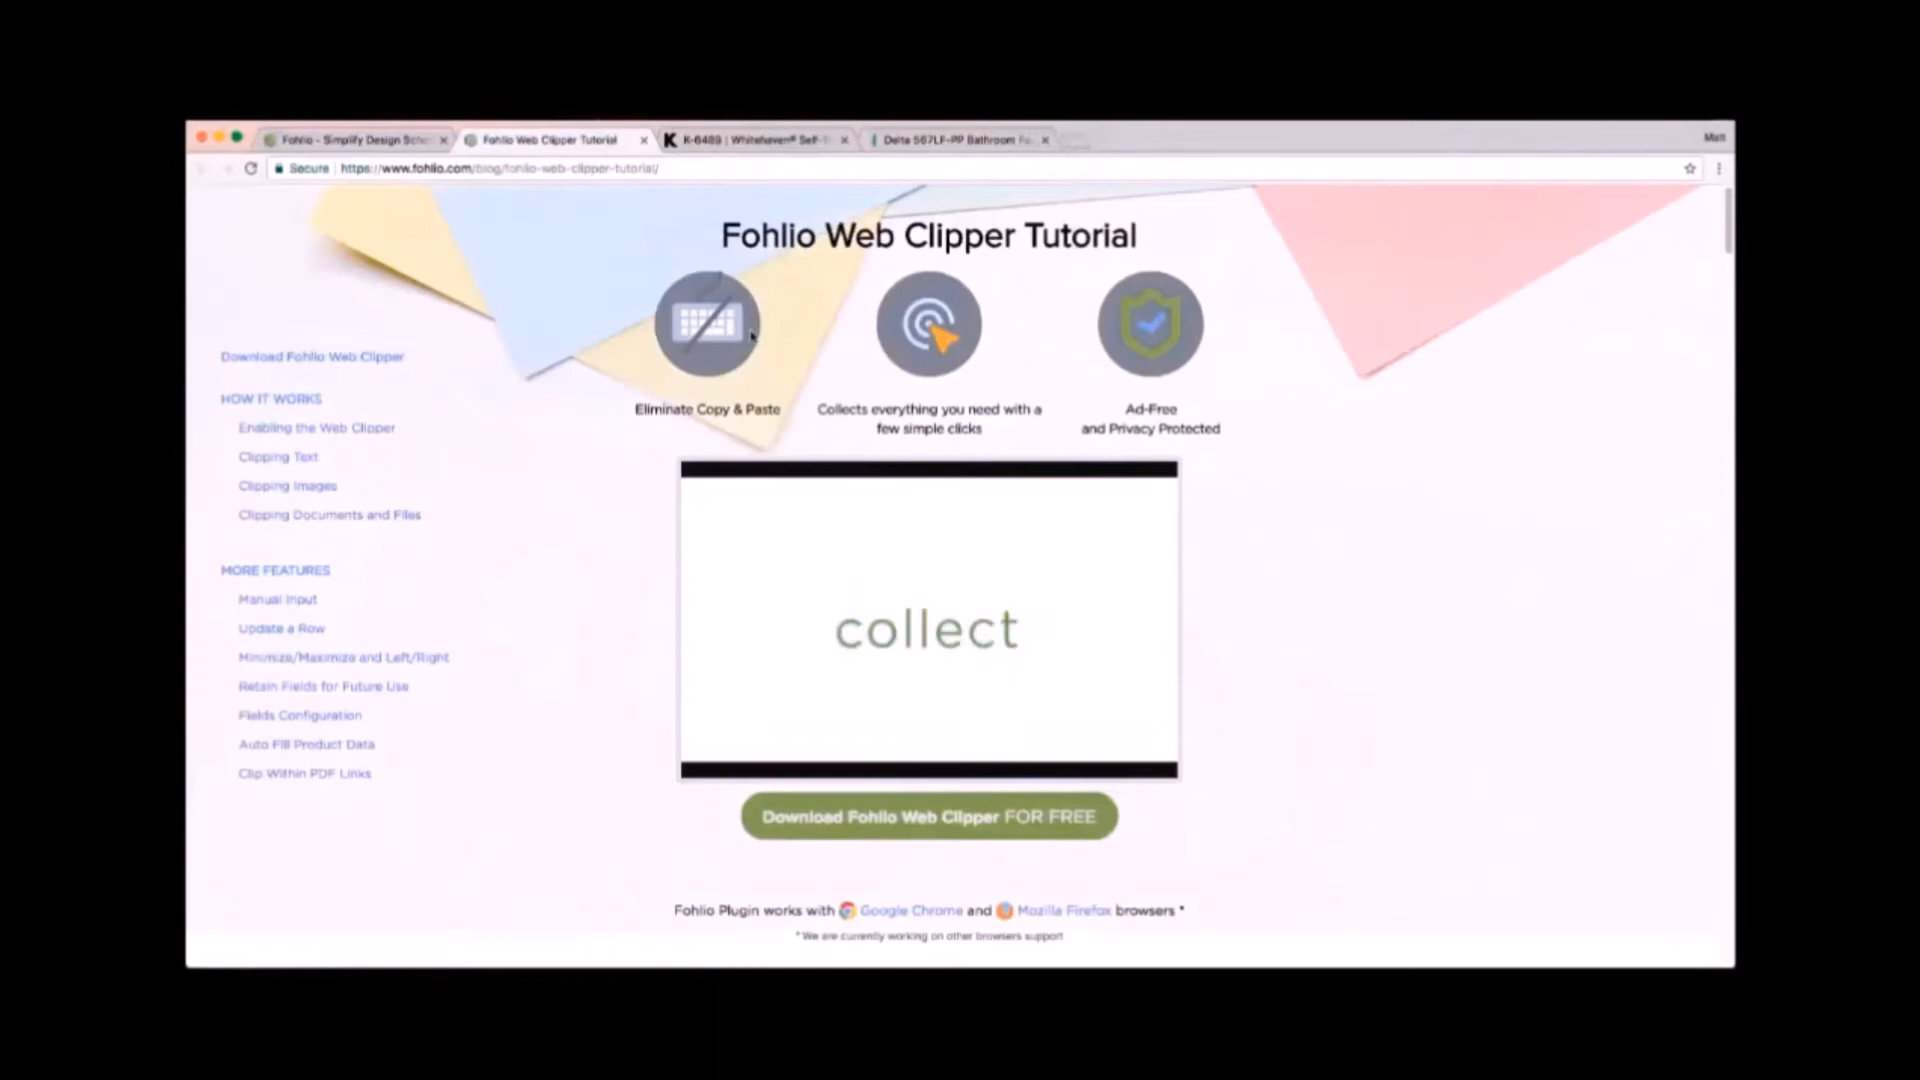 Fohlio - Simplify Design Sche
Fohlio Web Clipper Tutorial
K-6489 | Whitehaven® Self-T
Delta 567LF-PP Bathroom Fa
Matt
Secure
https://www.fohlio.com/blog/fohlio-web-clipper-tutorial/
Fohlio Web Clipper Tutorial
Eliminate Copy & Paste
Collects everything you need with a
few simple clicks
Ad-Free
and Privacy Protected
Download Fohlio Web Clipper
HOW IT WORKS
Enabling the Web Clipper
Clipping Text
Clipping Images
Clipping Documents and Files
MORE FEATURES
Manual Input
Update a Row
Minimize/Maximize and Left/Right
Retain Fields for Future Use
Fields Configuration
Auto Fill Product Data
Clip Within PDF Links
collect
Download Fohlio Web Clipper FOR FREE
Fohlio Plugin works with Google Chrome and Mozilla Firefox browsers *
* We are currently working on other browsers support